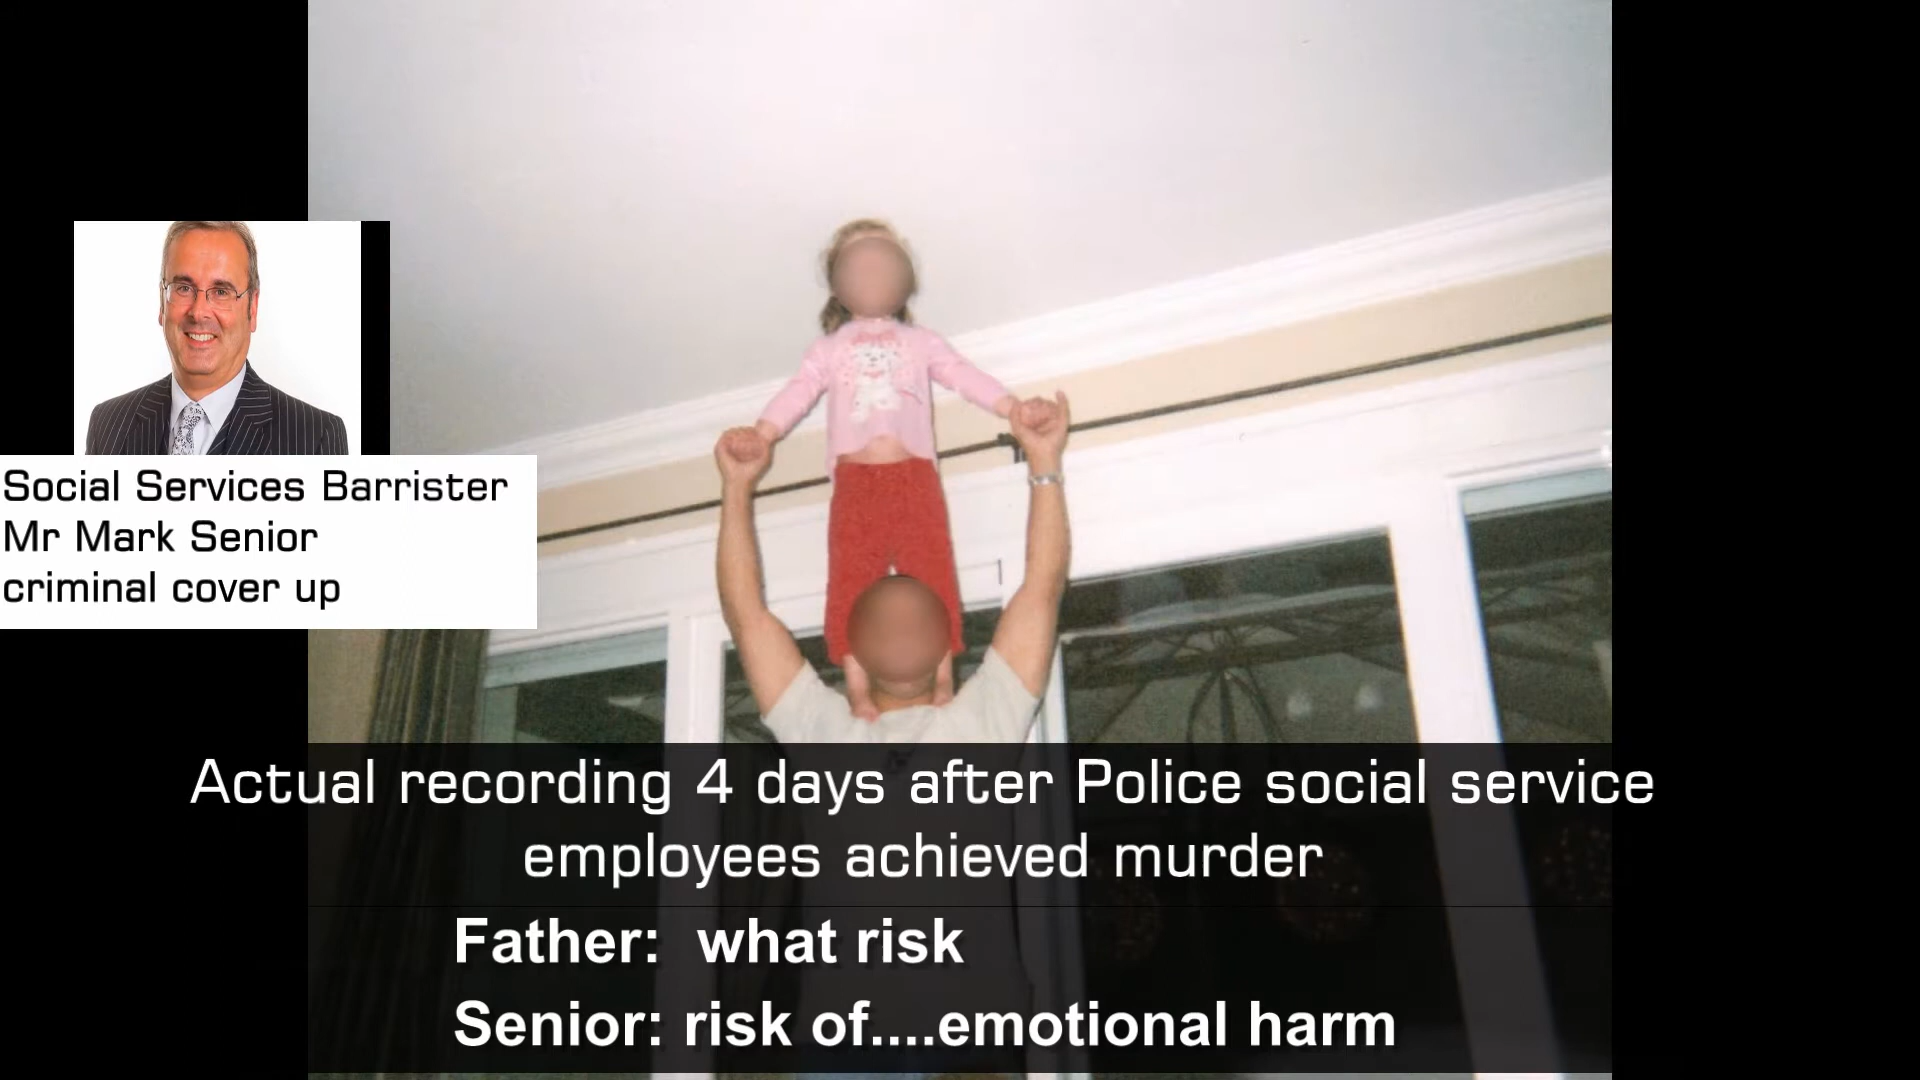 Social Services Barrister
Mr Mark Senior
criminal cover up
Actual recording 4 days after Police social service
employees achieved murder
Father: what risk
Senior: risk of....emotional harm